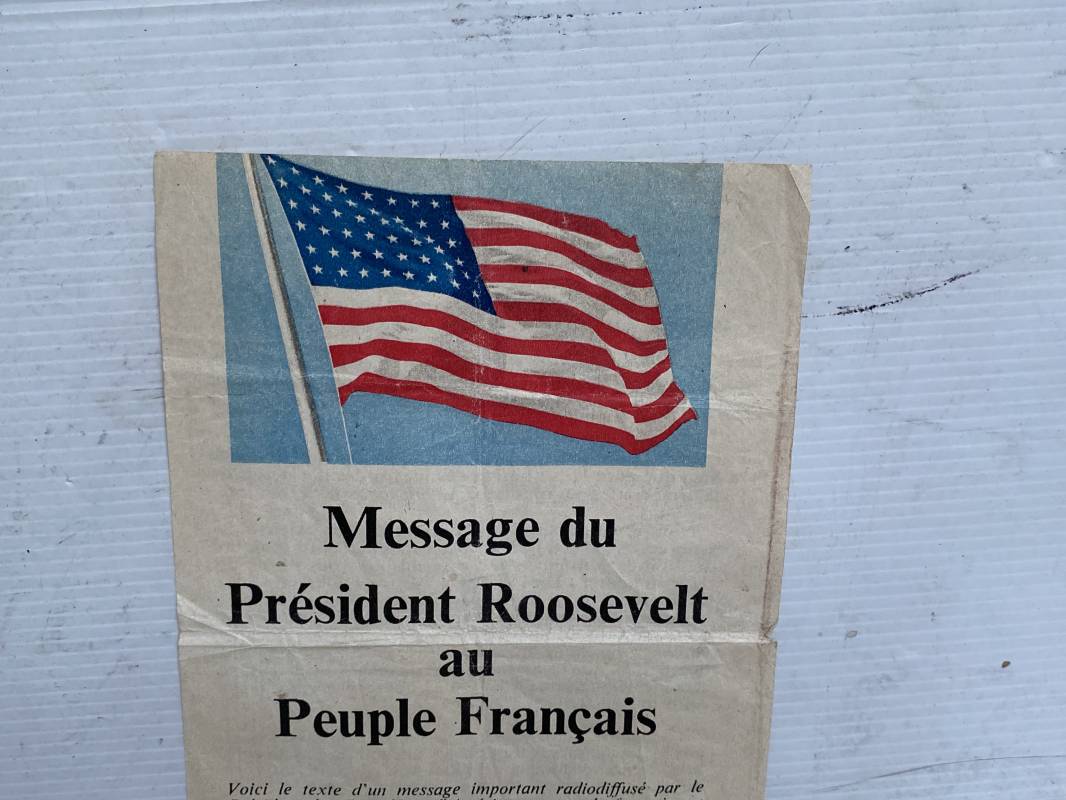 Message du
Président Roosevelt
au
Peuple Français
Voici le texte d'un message important radiodiffusé par le